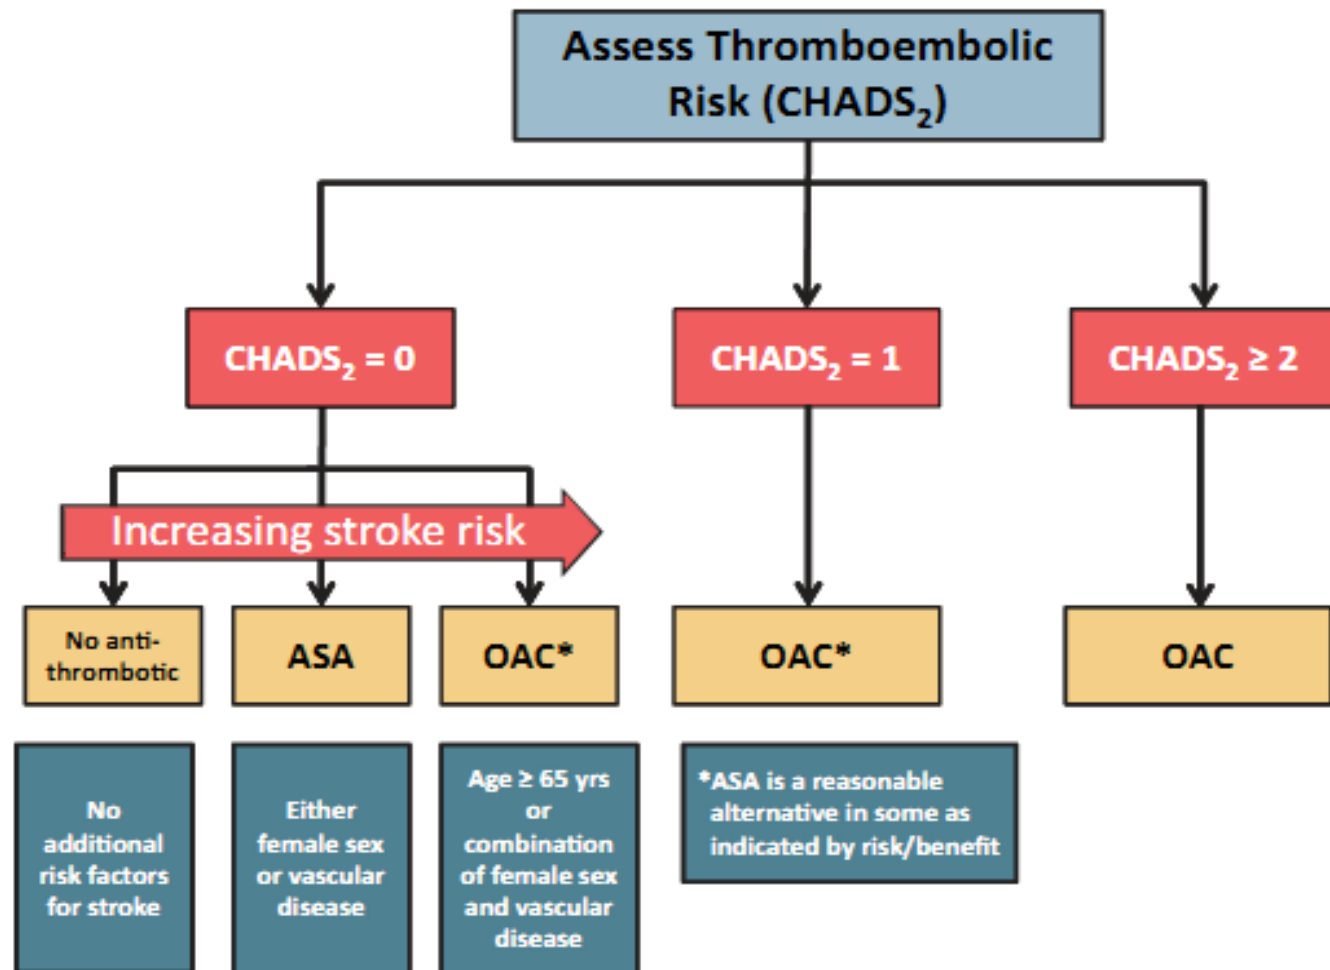 Assess Thromboembolic
Risk (CHADS₂)
CHADS₂ = 0
CHADS₂ = 1
CHADS₂ ≥ 2
Increasing stroke risk
No anti-
thrombotic
ASA
OAC*
OAC*
OAC
No
additional
risk factors
for stroke
Either
female sex
or vascular
disease
Age ≥ 65 yrs
or
combination
of female sex
and vascular
disease
*ASA is a reasonable
alternative in some as
indicated by risk/benefit